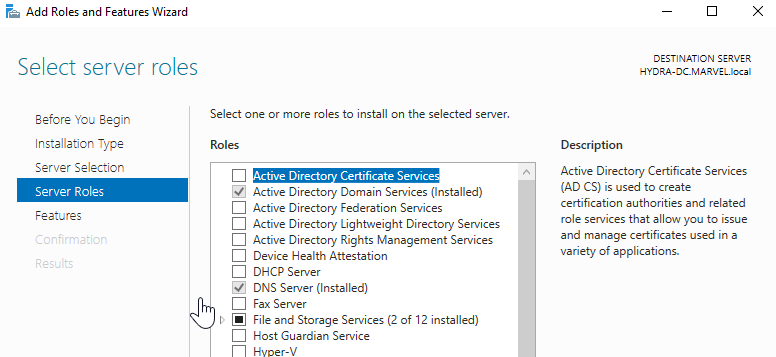 Add Roles and Features Wizard
Select server roles
DESTINATION SERVER
HYDRA-DC.MARVEL.local
Before You Begin
Installation Type
Server Selection
Server Roles
Features
Confirmation
Results
Select one or more roles to install on the selected server.
Roles
Active Directory Certificate Services
Active Directory Domain Services (Installed)
Active Directory Federation Services
Active Directory Lightweight Directory Services
Active Directory Rights Management Services
Device Health Attestation
DHCP Server
DNS Server (Installed)
Fax Server
File and Storage Services (2 of 12 installed)
Host Guardian Service
Hyper-V
Description
Active Directory Certificate Services
(AD CS) is used to create
certification authorities and related
role services that allow you to issue
and manage certificates used in a
variety of applications.